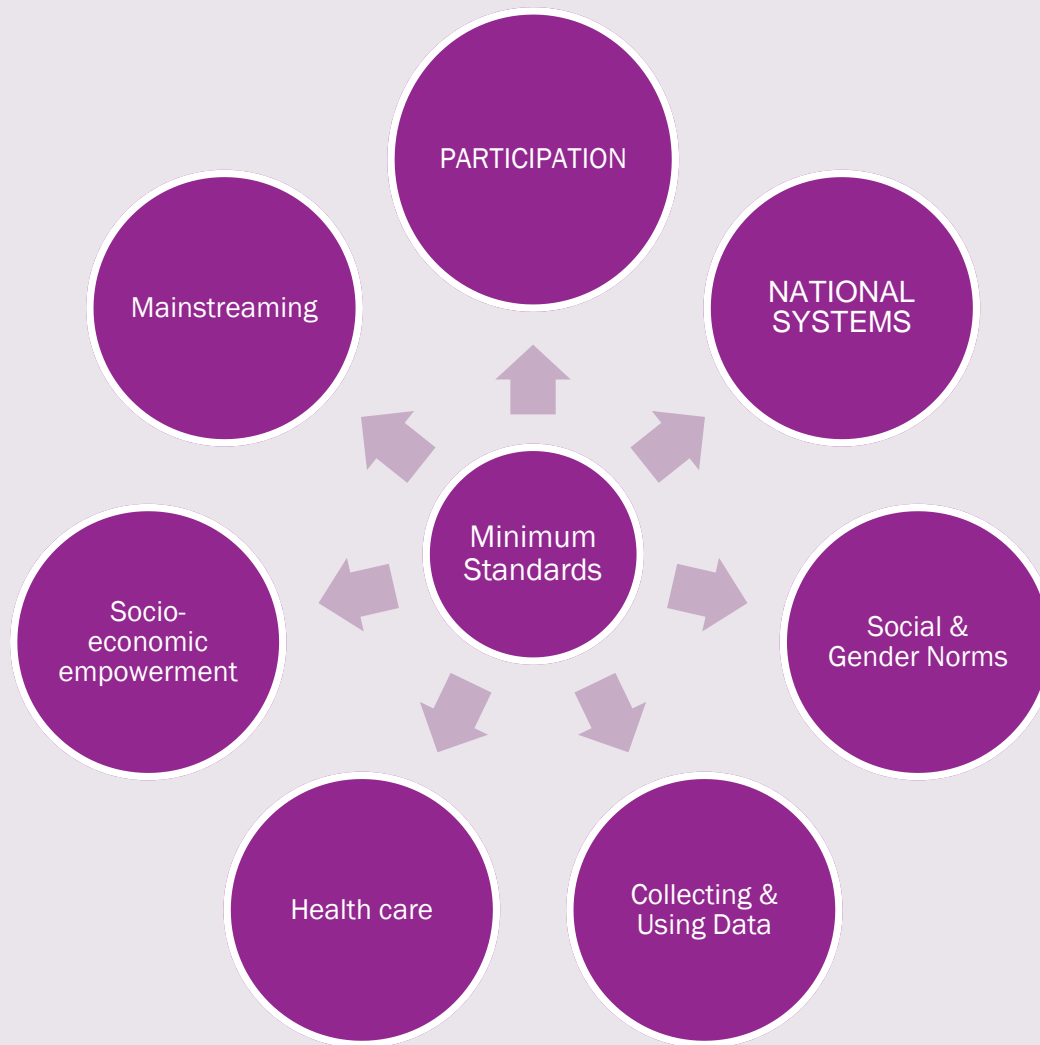 PARTICIPATION
Mainstreaming
NATIONAL
SYSTEMS
Minimum
Standards
Socio-
economic
empowerment
Social &
Gender Norms
Health care
Collecting &
Using Data